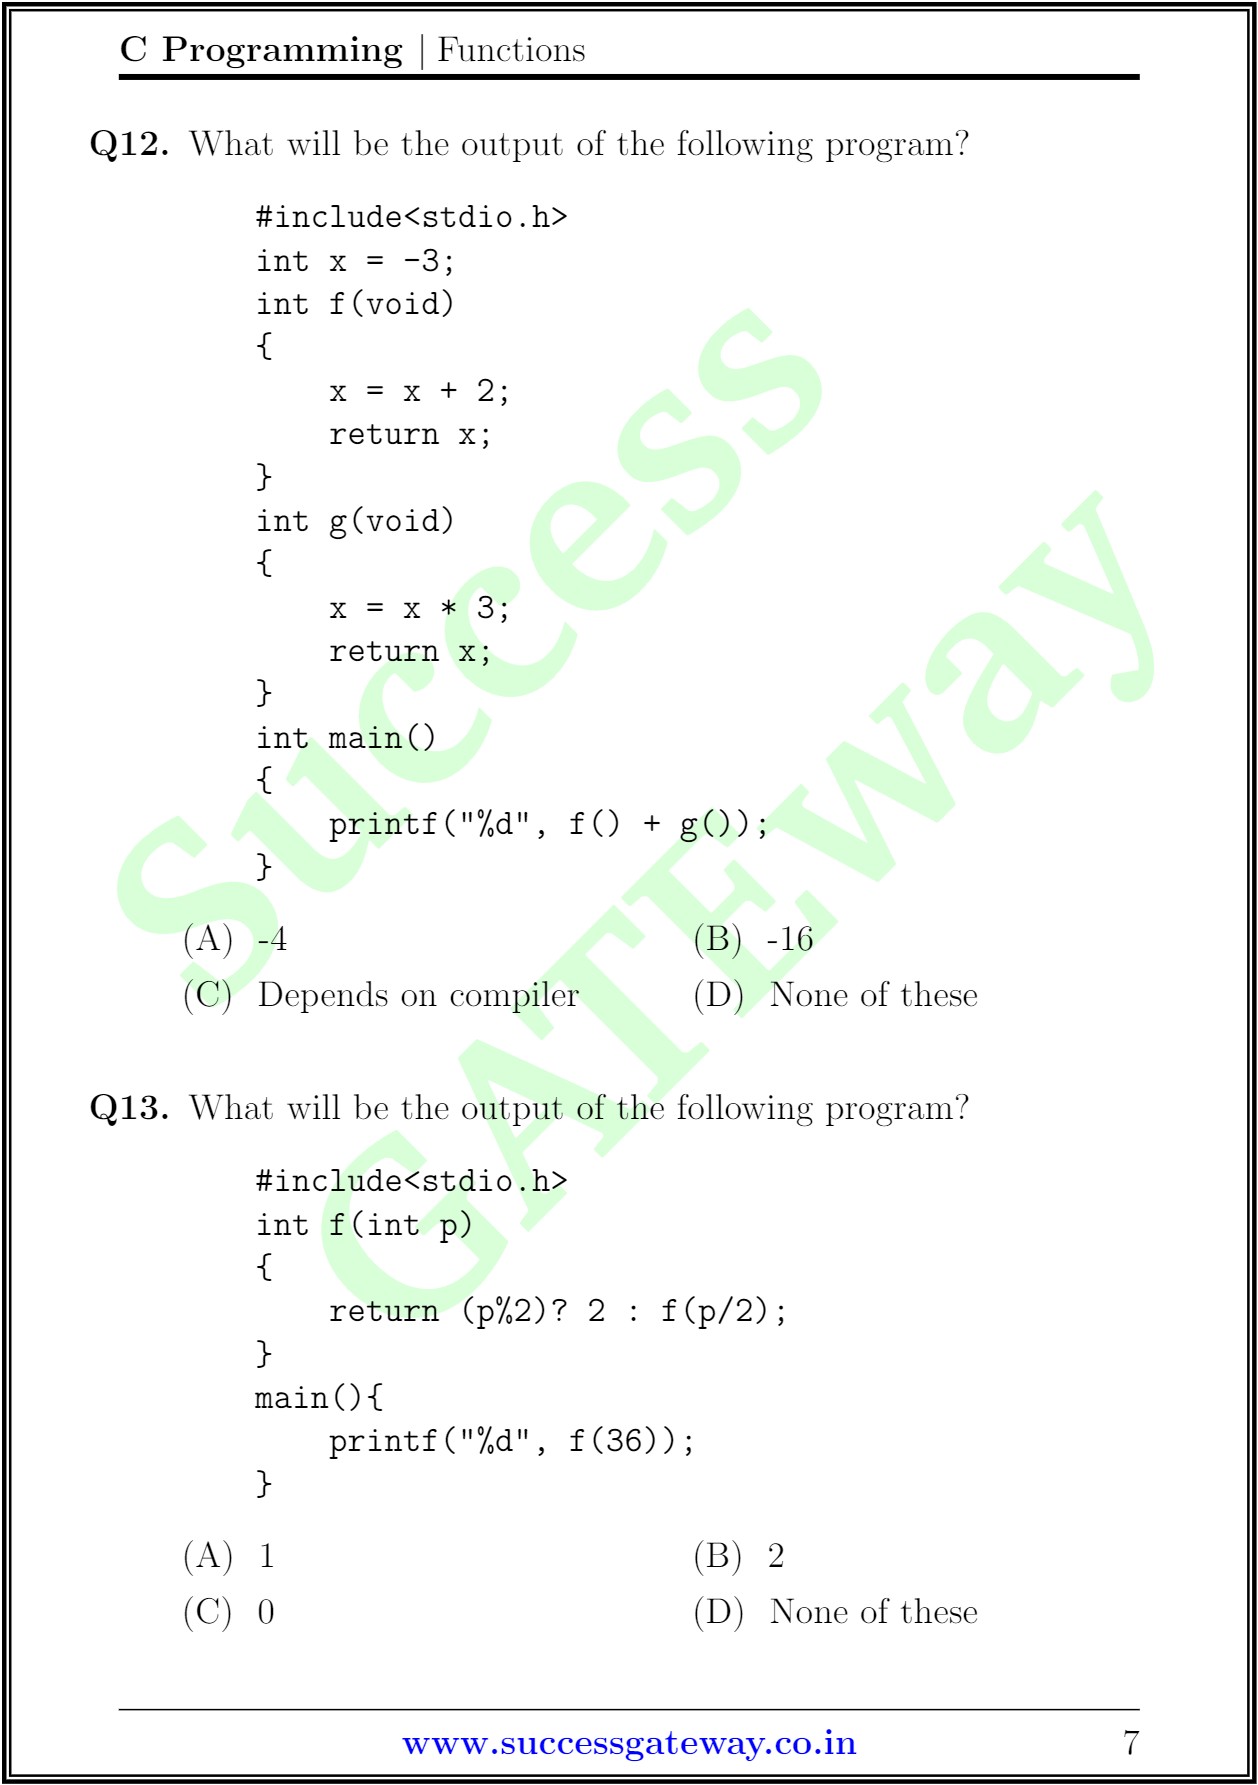 C Programming | Functions
Q12. What will be the output of the following program?
#include<stdio.h>
int x = -3;
int f(void)
{
    x = x + 2;
    return x;
}
int g(void)
{
    x = x * 3;
    return x;
}
int main()
{
    printf("%d", f() + g());
}
(A) -4 (B) -16
(C) Depends on compiler (D) None of these
Q13. What will be the output of the following program?
#include<stdio.h>
int f(int p)
{
    return (p%2)? 2 : f(p/2);
}
main(){
    printf("%d", f(36));
}
(A) 1 (B) 2
(C) 0 (D) None of these
www.successgateway.co.in 7
Success
GATEway